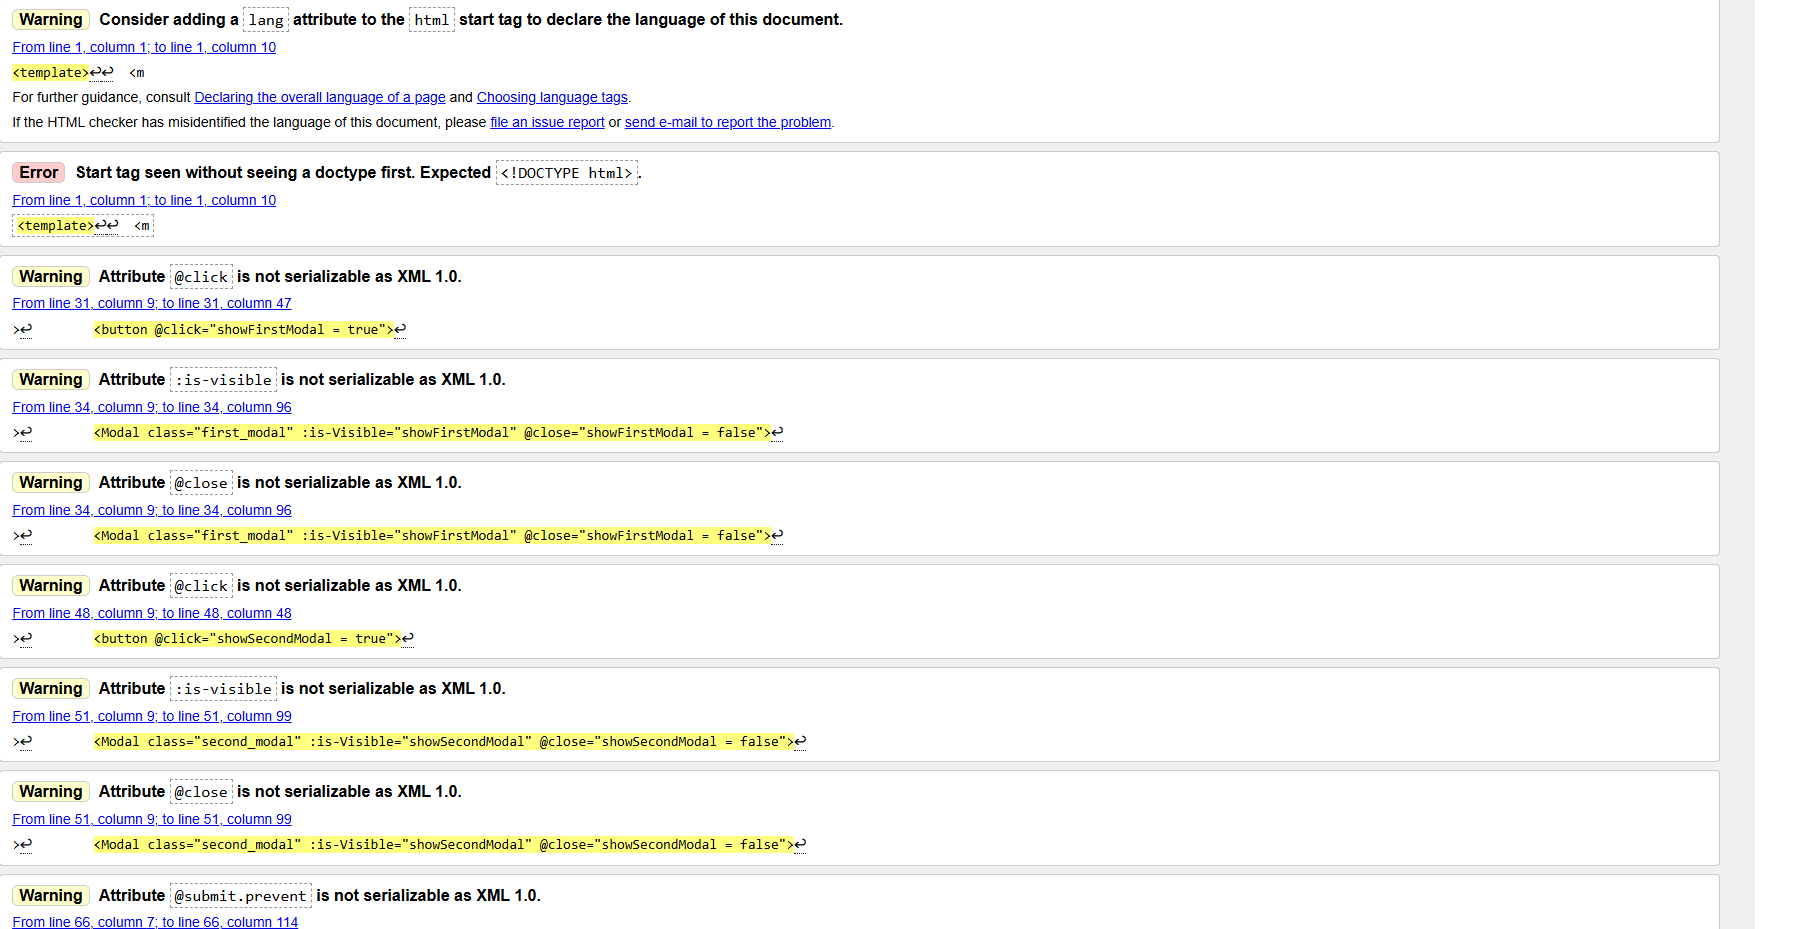 Warning Consider adding a lang attribute to the html start tag to declare the language of this document.
From line 1, column 1; to line 1, column 10
<template>↩↩  <m
For further guidance, consult Declaring the overall language of a page and Choosing language tags.
If the HTML checker has misidentified the language of this document, please file an issue report or send e-mail to report the problem.
Error Start tag seen without seeing a doctype first. Expected <!DOCTYPE html>.
From line 1, column 1; to line 1, column 10
<template>↩↩  <m
Warning Attribute @click is not serializable as XML 1.0.
From line 31, column 9; to line 31, column 47
>↩        <button @click="showFirstModal = true">↩
Warning Attribute :is-visible is not serializable as XML 1.0.
From line 34, column 9; to line 34, column 96
>↩        <Modal class="first_modal" :is-Visible="showFirstModal" @close="showFirstModal = false">↩
Warning Attribute @close is not serializable as XML 1.0.
From line 34, column 9; to line 34, column 96
>↩        <Modal class="first_modal" :is-Visible="showFirstModal" @close="showFirstModal = false">↩
Warning Attribute @click is not serializable as XML 1.0.
From line 48, column 9; to line 48, column 48
>↩        <button @click="showSecondModal = true">↩
Warning Attribute :is-visible is not serializable as XML 1.0.
From line 51, column 9; to line 51, column 99
>↩        <Modal class="second_modal" :is-Visible="showSecondModal" @close="showSecondModal = false">↩
Warning Attribute @close is not serializable as XML 1.0.
From line 51, column 9; to line 51, column 99
>↩        <Modal class="second_modal" :is-Visible="showSecondModal" @close="showSecondModal = false">↩
Warning Attribute @submit.prevent is not serializable as XML 1.0.
From line 66, column 7; to line 66, column 114